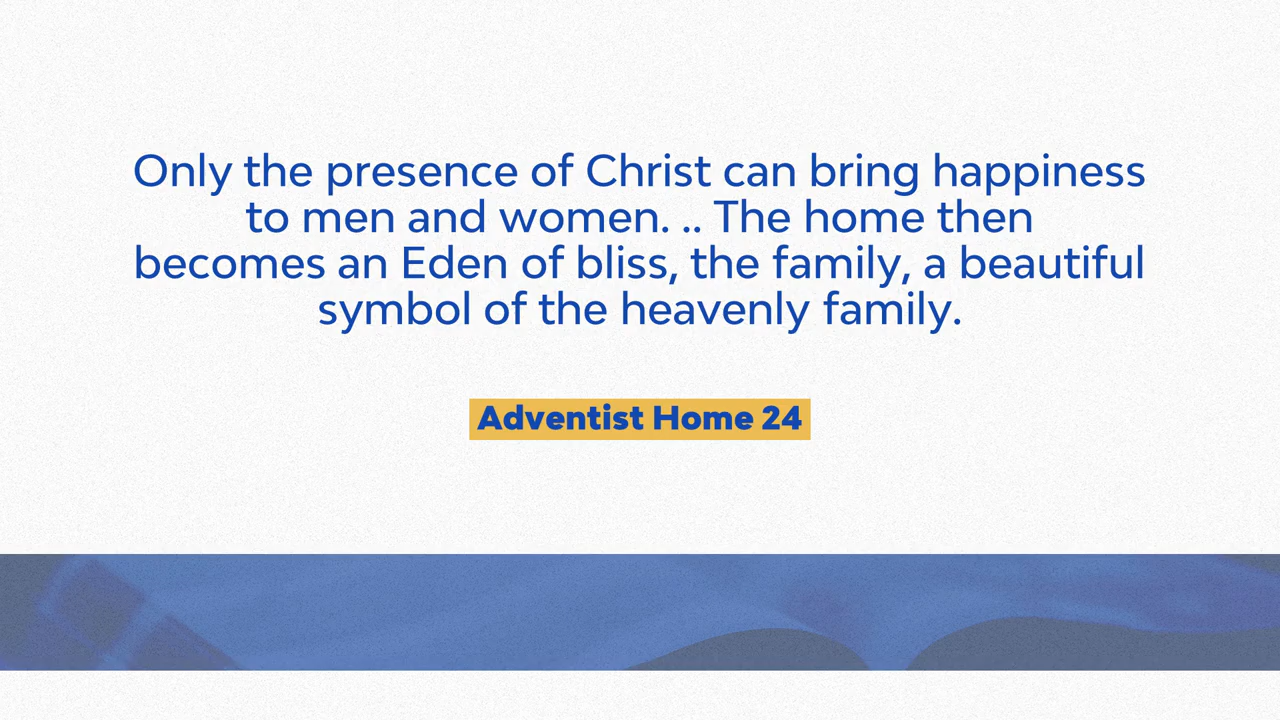 Only the presence of Christ can bring happiness
to men and women. .. The home then
becomes an Eden of bliss, the family, a beautiful
symbol of the heavenly family.
Adventist Home 24